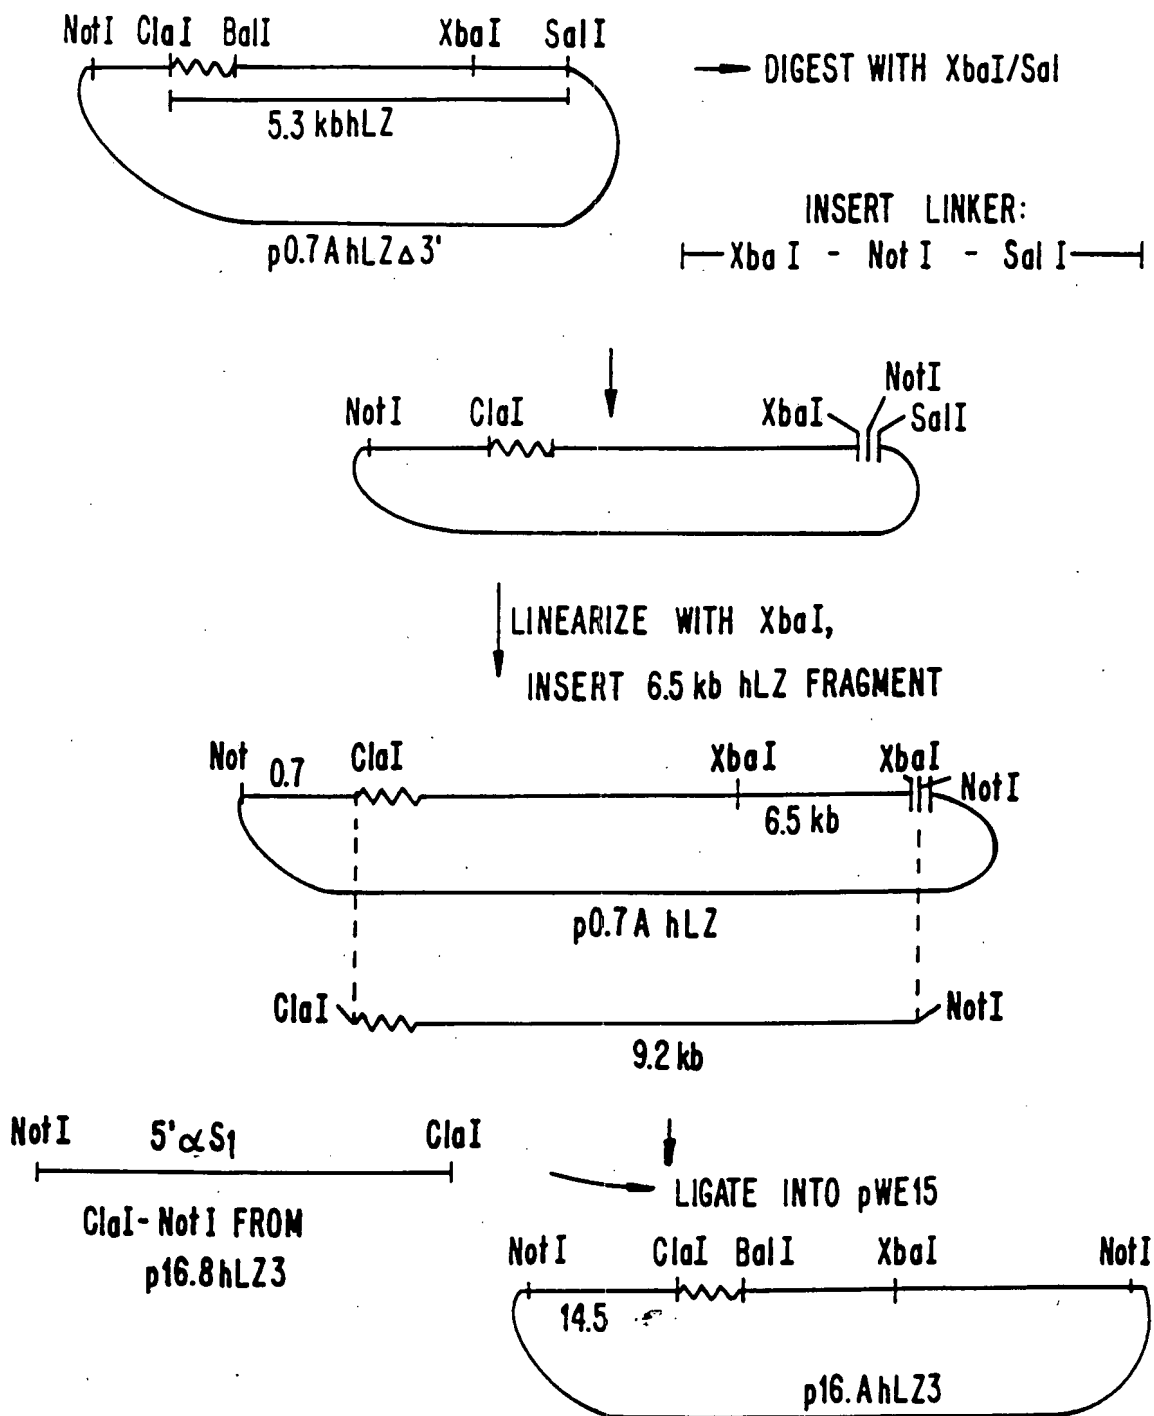 NotI ClaI BalI XbaI SalI
→ DIGEST WITH XbaI/Sal
5.3 kbhLZ
p0.7A hLZΔ3'
INSERT LINKER:
XbaI - NotI - SalI
NotI
NotI ClaI XbaI SalI
LINEARIZE WITH XbaI,
INSERT 6.5 kb hLZ FRAGMENT
Not 0.7 ClaI XbaI XbaI NotI
6.5 kb
p0.7A hLZ
ClaI NotI
9.2 kb
NotI 5'αS1 ClaI
LIGATE INTO pWE15
ClaI-NotI FROM
p16.8hLZ3
NotI ClaI BalI XbaI NotI
14.5
p16.AhLZ3